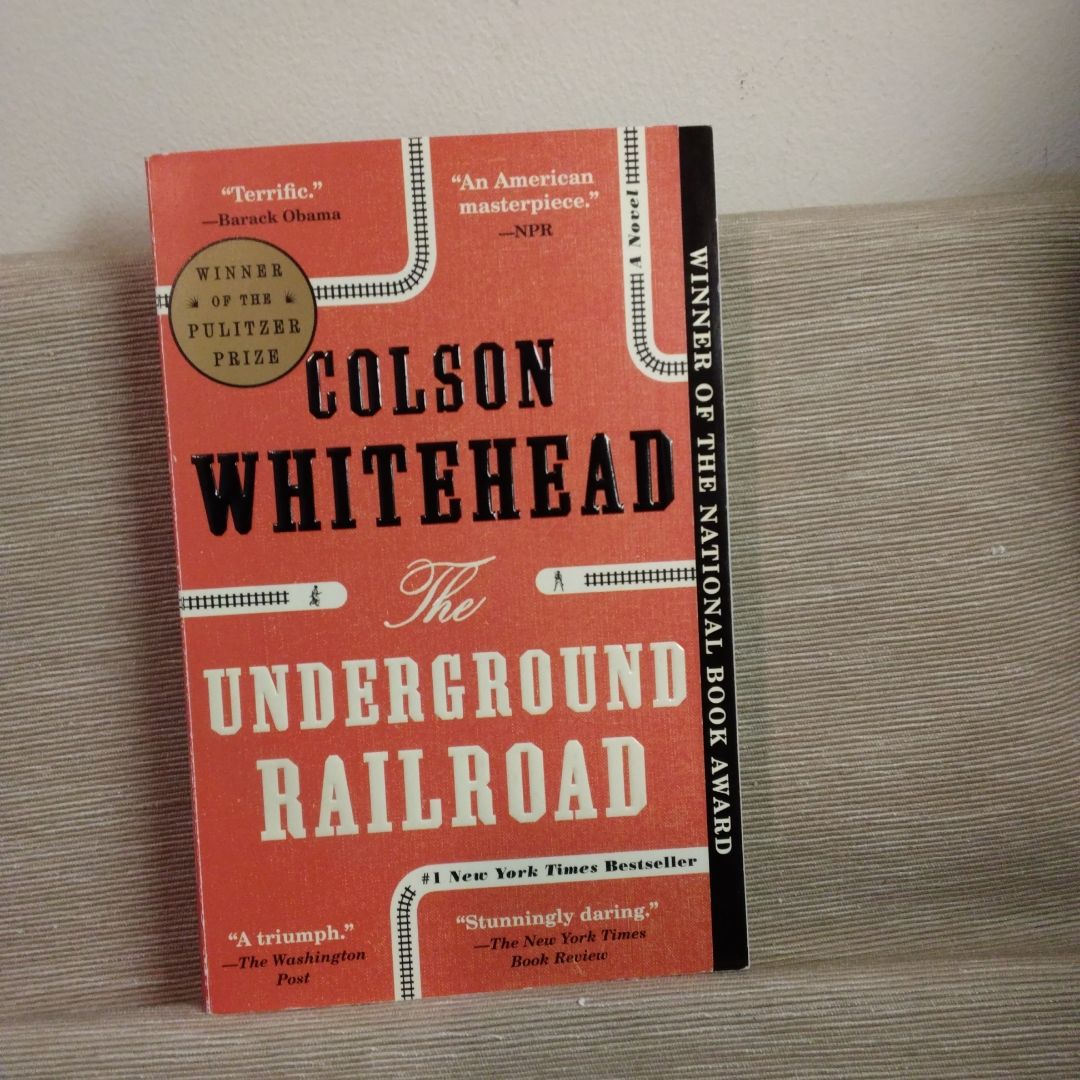 “Terrific.”
—Barack Obama
“An American
masterpiece.”
—NPR
A Novel
WINNER
OF THE
PULITZER
PRIZE
COLSON
WHITEHEAD
The
UNDERGROUND
RAILROAD
#1 New York Times Bestseller
“A triumph.”
—The Washington
Post
“Stunningly daring.”
—The New York Times
Book Review
WINNER OF THE NATIONAL BOOK AWARD